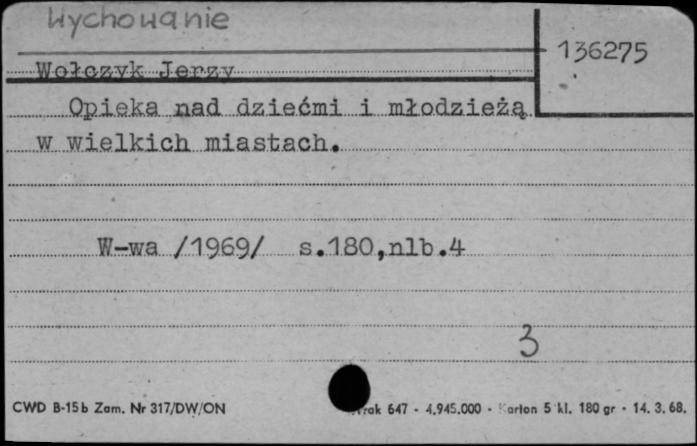 Wychowanie
136275
Wołczyk Jerzy
Opieka nad dziećmi i młodzieżą
w wielkich miastach.
W-wa /1969/ s.180,nlb.4
3
CWD B-15b Zam. Nr 317/DW/ON 647 - 4.945.000 - Karton 5 kl. 180 gr - 14. 3. 68.